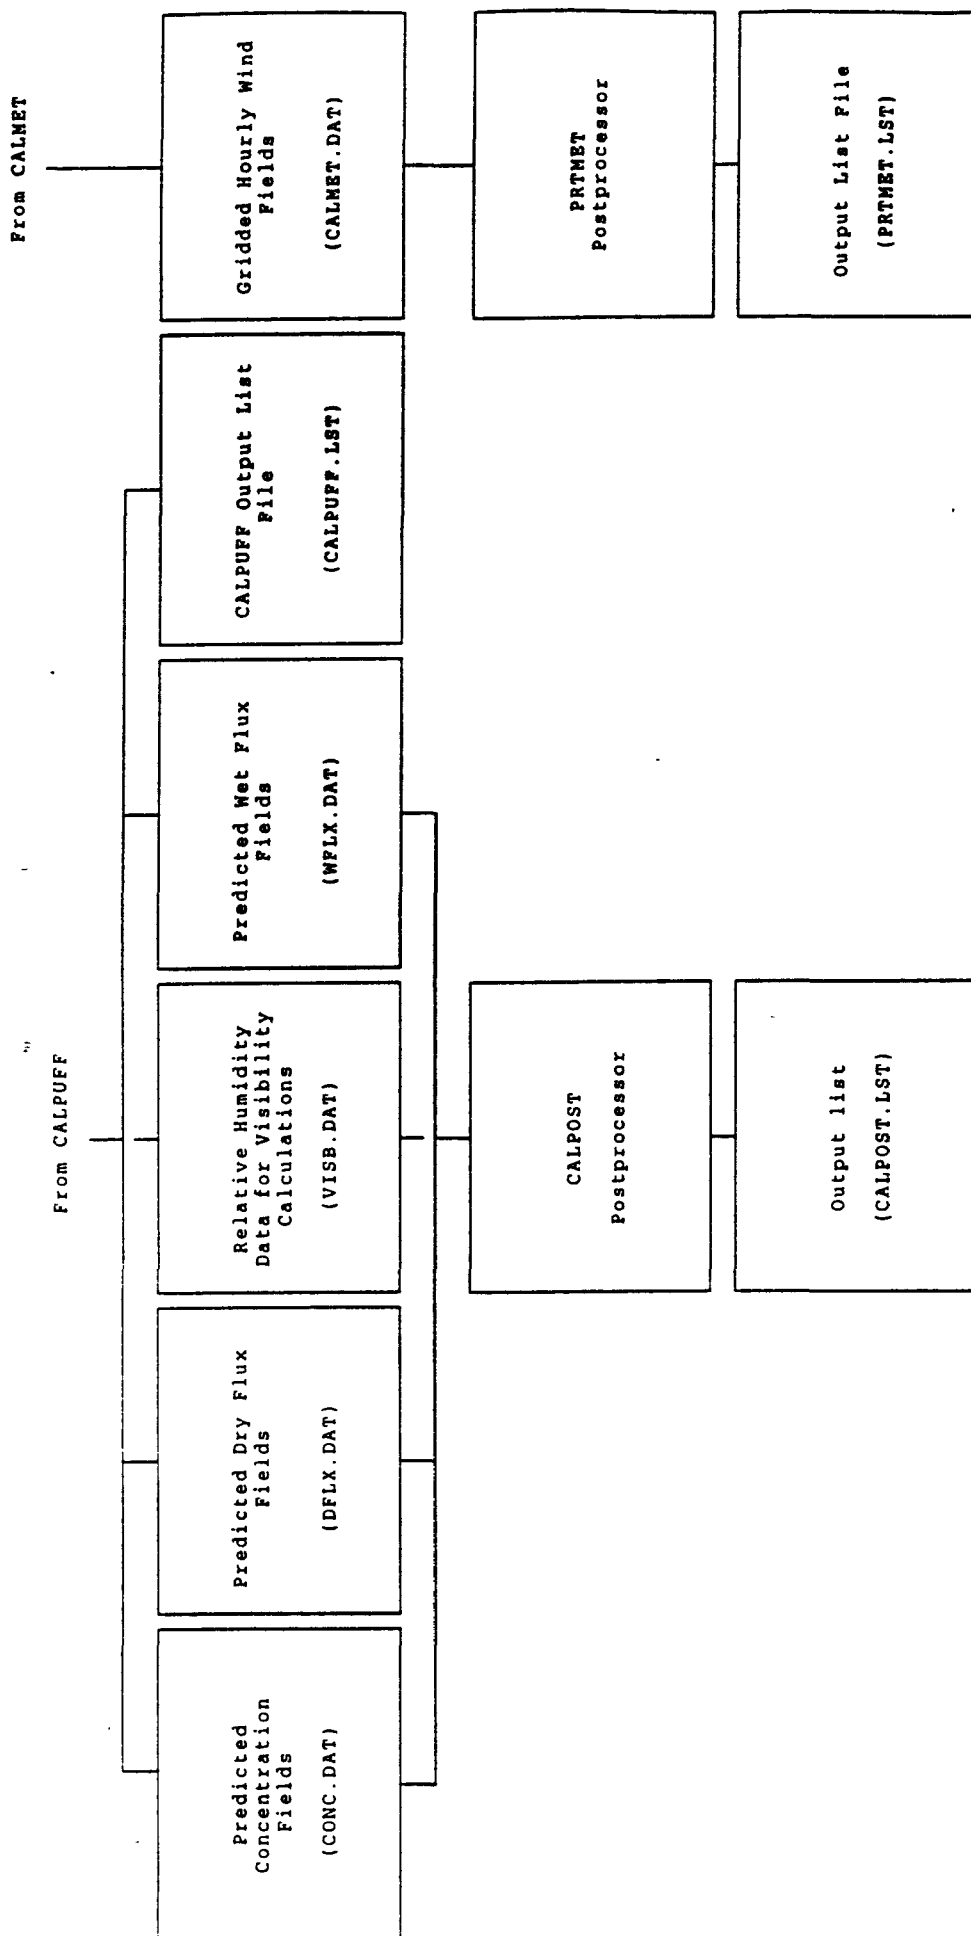 From CALPUFF
From CALMET
Predicted
Concentration
Fields
(CONC.DAT)
Predicted Dry Flux
Fields
(DFLX.DAT)
Relative Humidity
Data for Visibility
Calculations
(VISB.DAT)
Predicted Wet Flux
Fields
(WFLX.DAT)
CALPUFF Output List
File
(CALPUFF.LST)
Gridded Hourly Wind
Fields
(CALMET.DAT)
CALPOST
Postprocessor
PRTMET
Postprocessor
Output list
(CALPOST.LST)
Output List File
(PRTMET.LST)